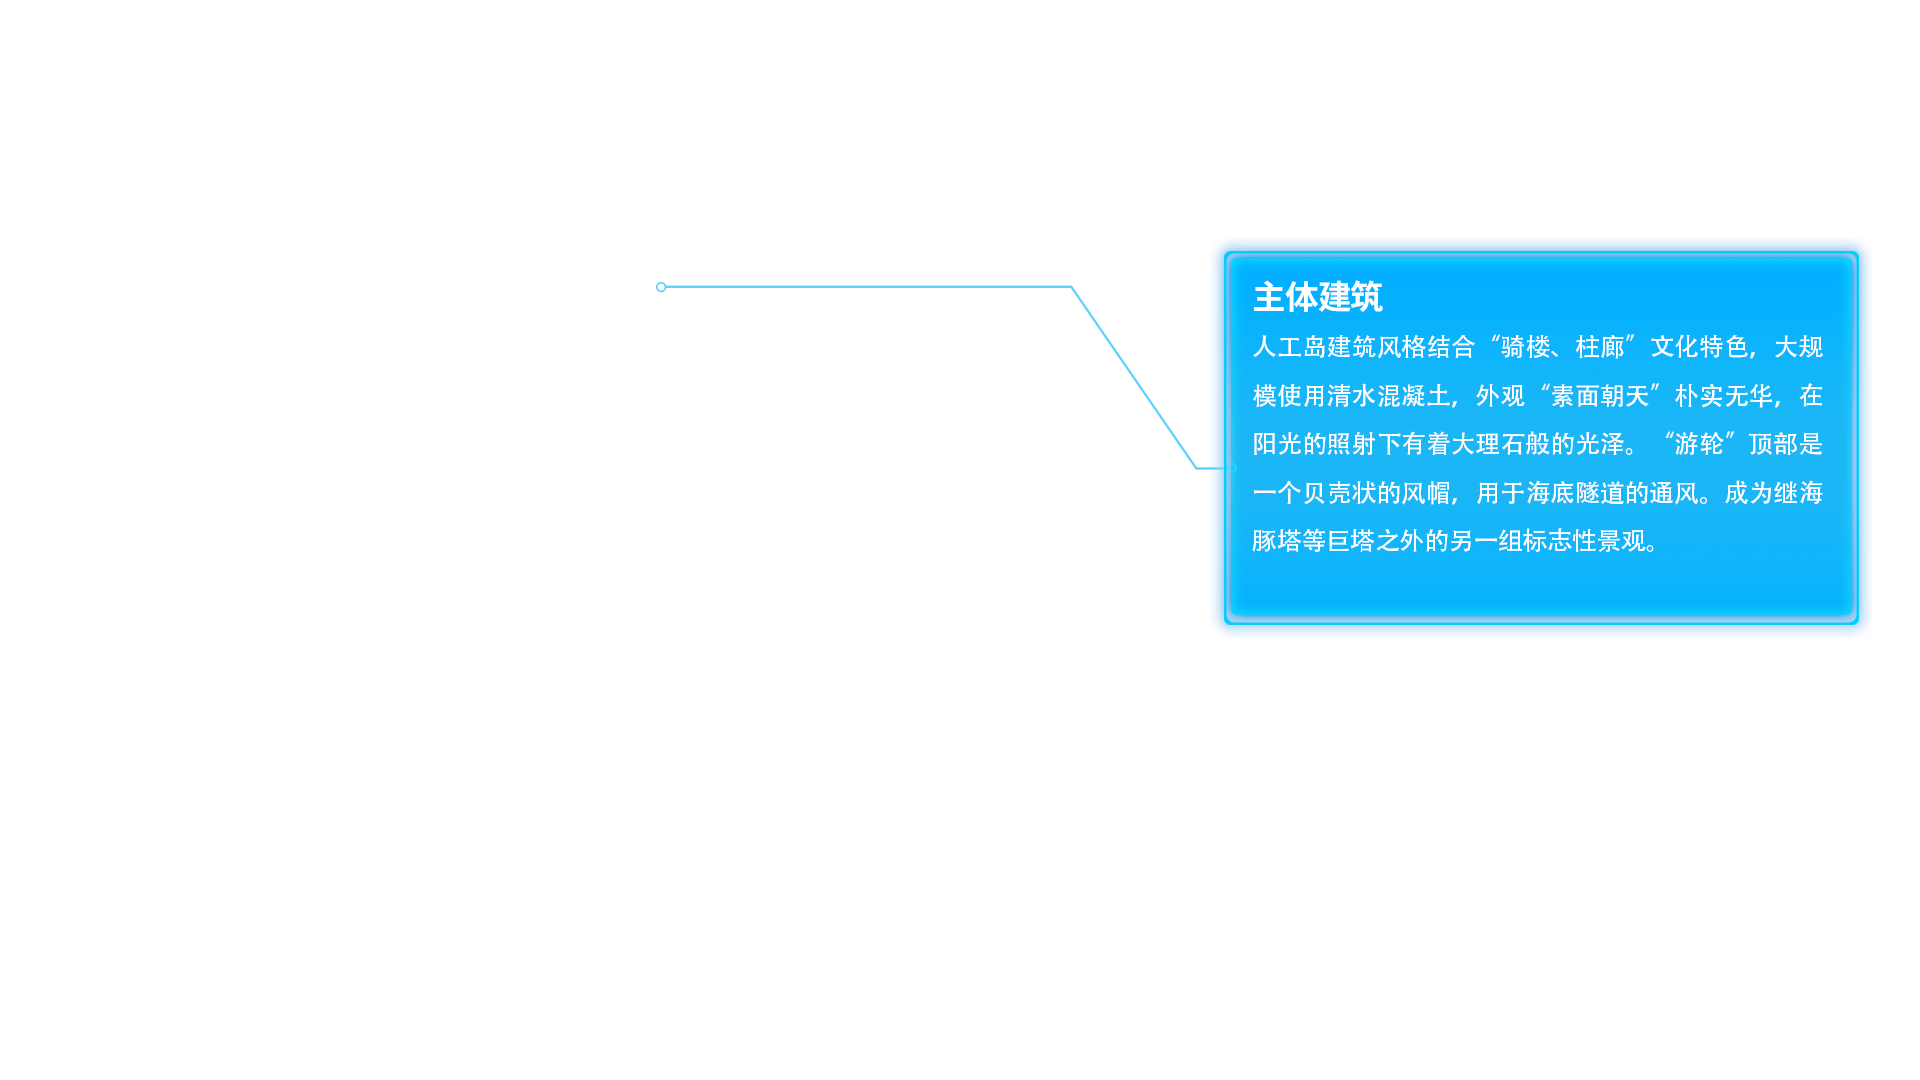 主体建筑
人工岛建筑风格结合“骑楼、柱廊”文化特色，大规
模使用清水混凝土，外观“素面朝天”朴实无华，在
阳光的照射下有着大理石般的光泽。“游轮”顶部是
一个贝壳状的风帽，用于海底隧道的通风。成为继海
豚塔等巨塔之外的另一组标志性景观。